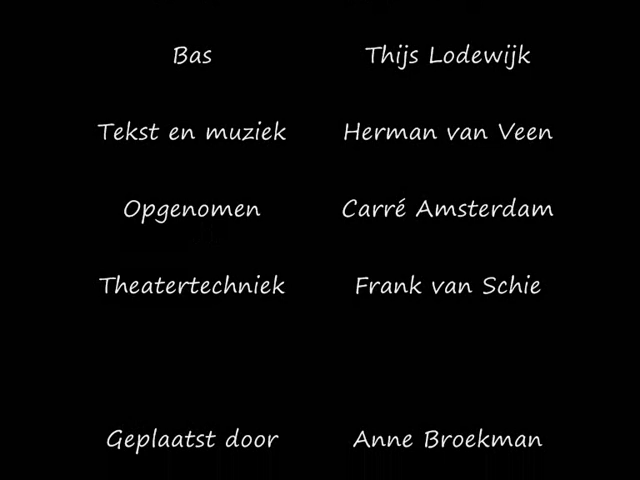 Bas Thijs Lodewijk
Tekst en muziek Herman van Veen
Opgenomen Carré Amsterdam
Theatertechniek Frank van Schie
Geplaatst door Anne Broekman